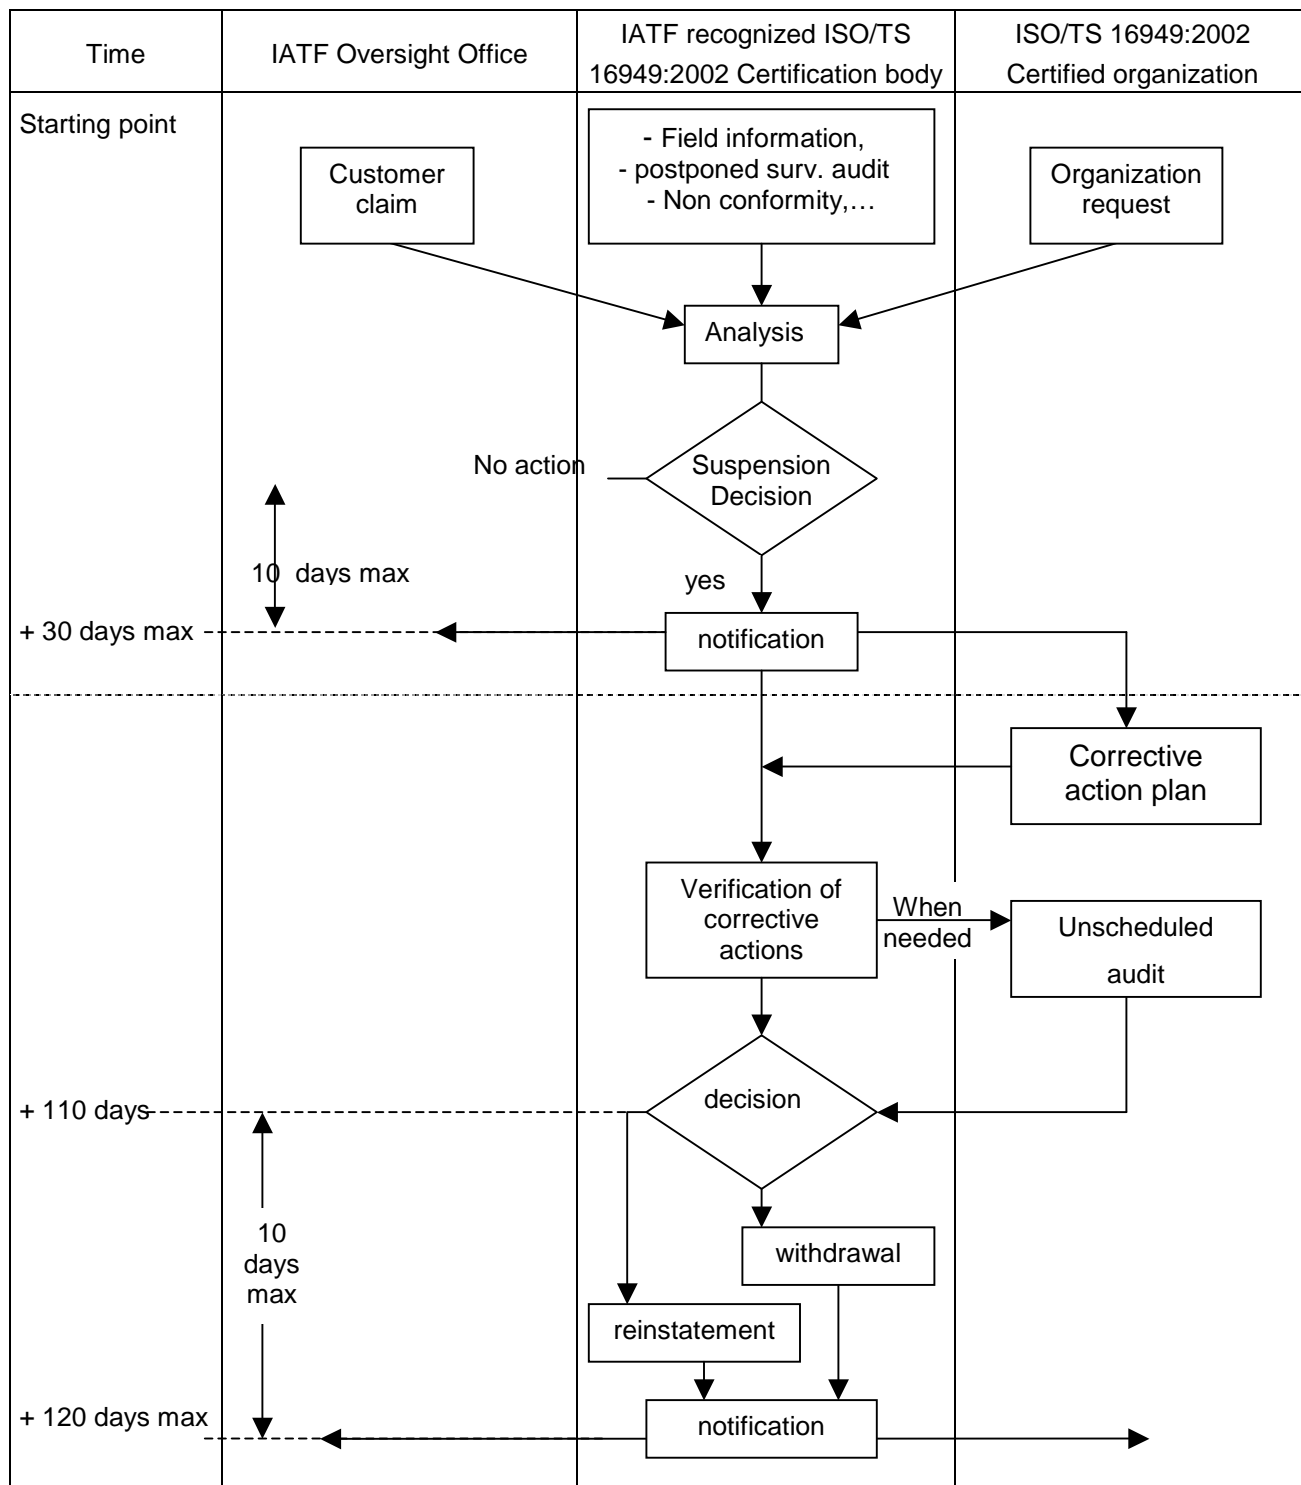 Time
IATF Oversight Office
IATF recognized ISO/TS
16949:2002 Certification body
ISO/TS 16949:2002
Certified organization
Starting point
Customer
claim
- Field information,
- postponed surv. audit
- Non conformity,…
Organization
request
Analysis
No action
Suspension
Decision
10 days max
yes
+ 30 days max
notification
Corrective
action plan
Verification of
corrective
actions
When
needed
Unscheduled
audit
+ 110 days
decision
10
days
max
withdrawal
reinstatement
+ 120 days max
notification